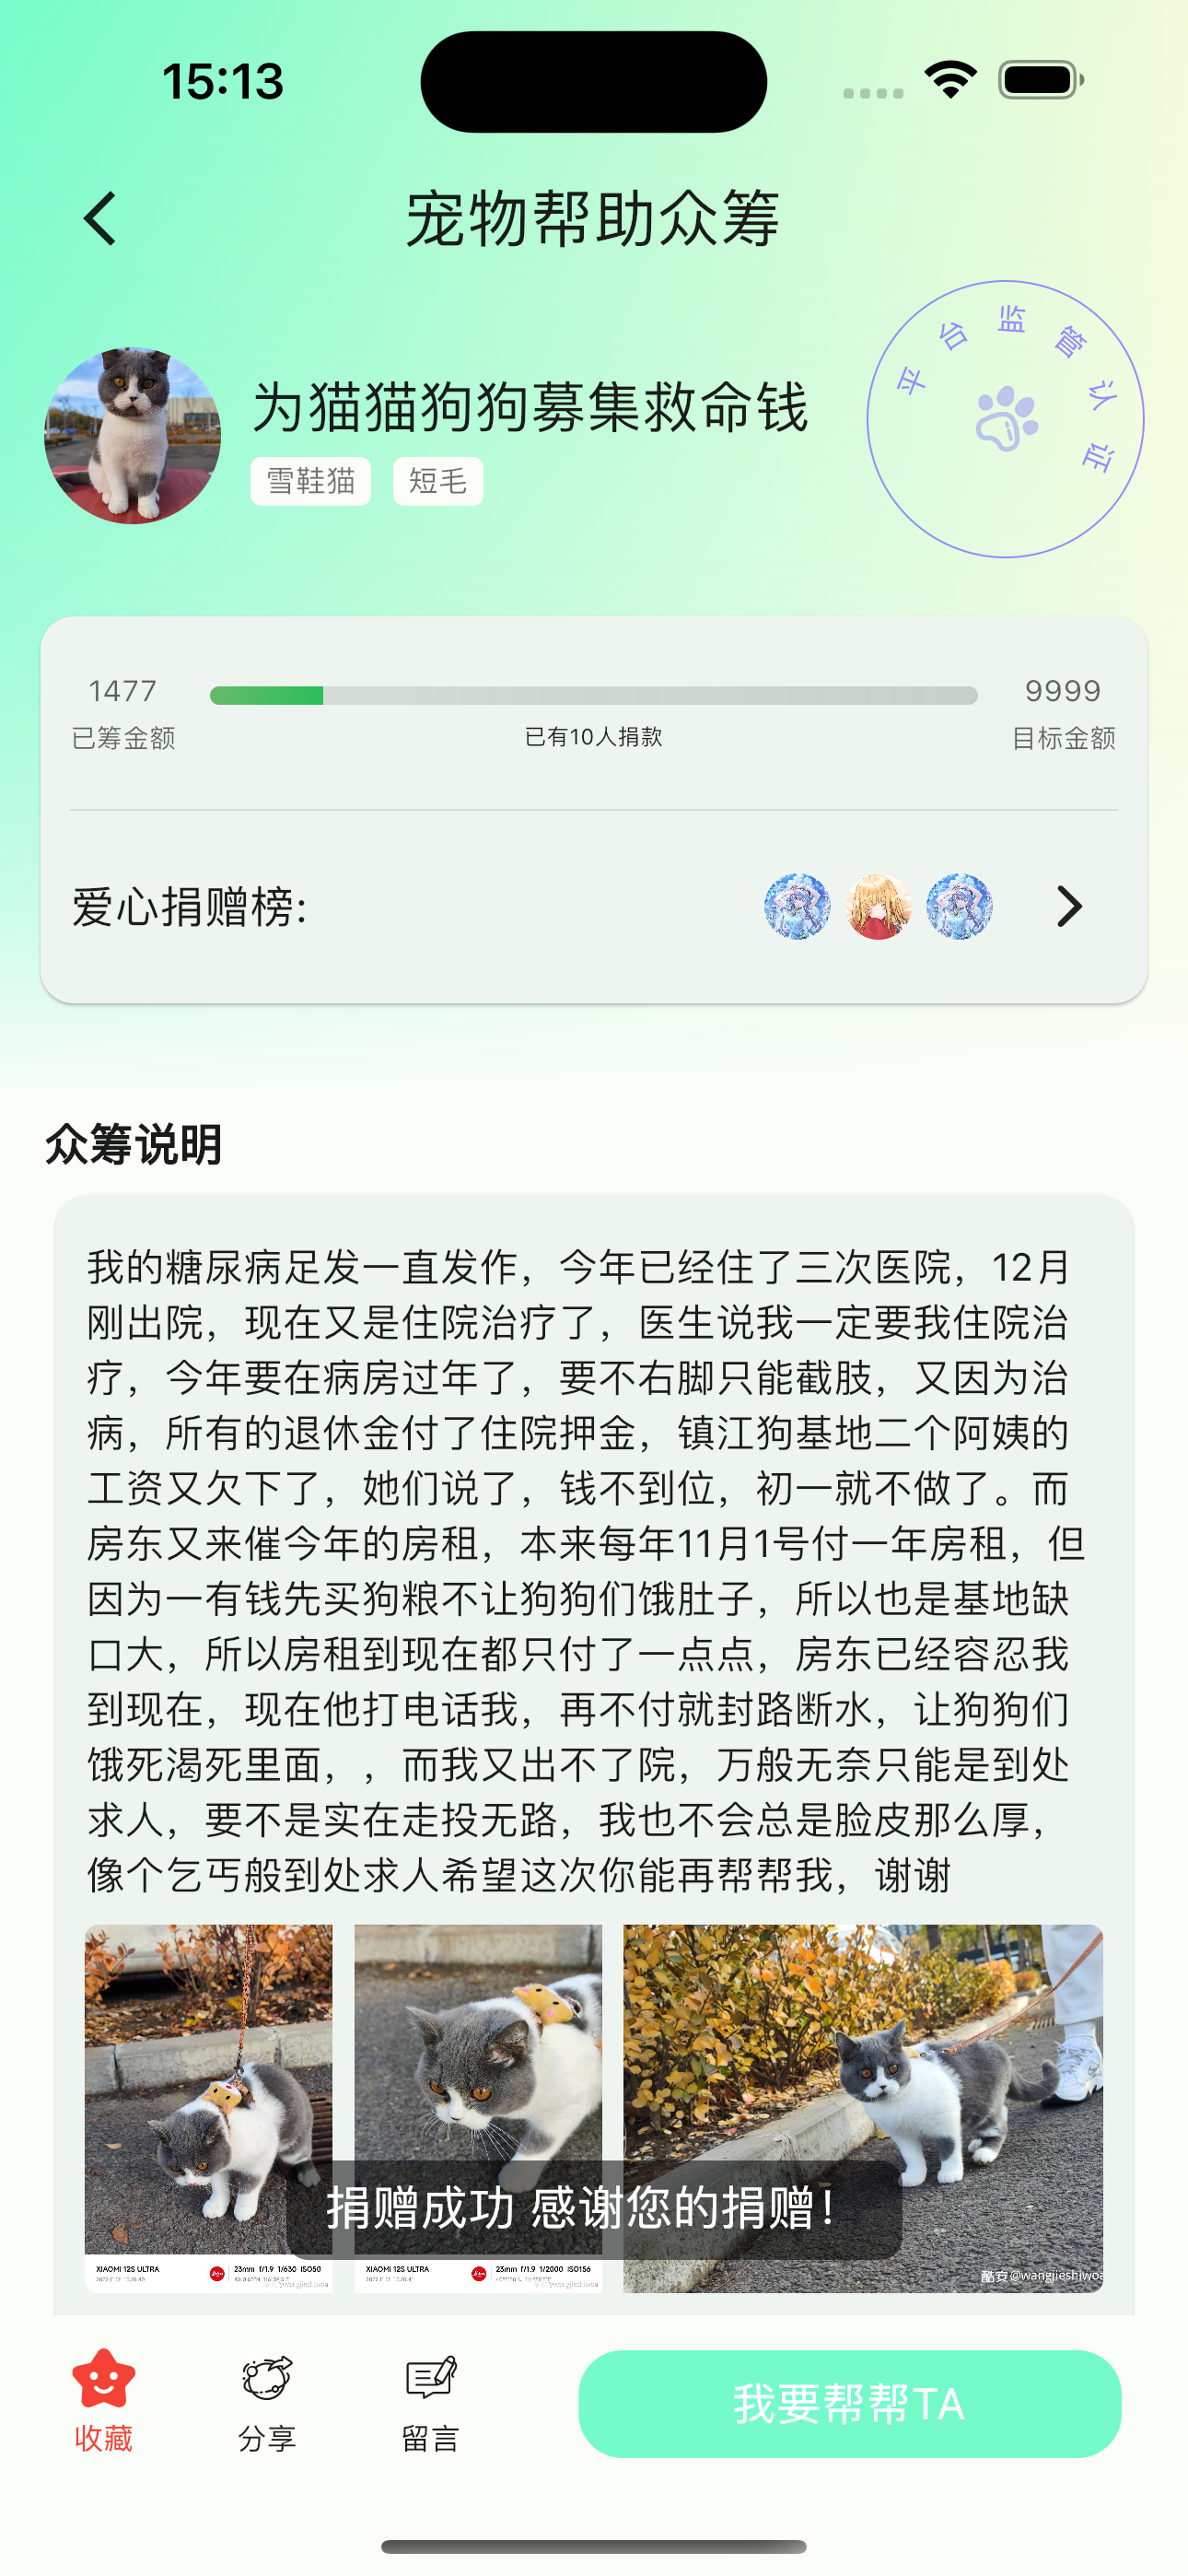 15:13
宠物帮助众筹
平台监管认证
为猫猫狗狗募集救命钱
雪鞋猫 短毛
1477 9999
已筹金额 已有10人捐款 目标金额
爱心捐赠榜:
众筹说明
我的糖尿病足发一直发作，今年已经住了三次医院，12月
刚出院，现在又是住院治疗了，医生说我一定要我住院治
疗，今年要在病房过年了，要不右脚只能截肢，又因为治
病，所有的退休金付了住院押金，镇江狗基地二个阿姨的
工资又欠下了，她们说了，钱不到位，初一就不做了。而
房东又来催今年的房租，本来每年11月1号付一年房租，但
因为一有钱先买狗粮不让狗狗们饿肚子，所以也是基地缺
口大，所以房租到现在都只付了一点点，房东已经容忍我
到现在，现在他打电话我，再不付就封路断水，让狗狗们
饿死渴死里面，，而我又出不了院，万般无奈只能是到处
求人，要不是实在走投无路，我也不会总是脸皮那么厚，
像个乞丐般到处求人希望这次你能再帮帮我，谢谢
捐赠成功 感谢您的捐赠！
XIAOMI 12S ULTRA 23mm f/1.9 1/630 ISO50
XIAOMI 12S ULTRA 23mm f/1.9 1/2000 ISO156
酷安@wangjieshiwoa
收藏 分享 留言 我要帮帮TA